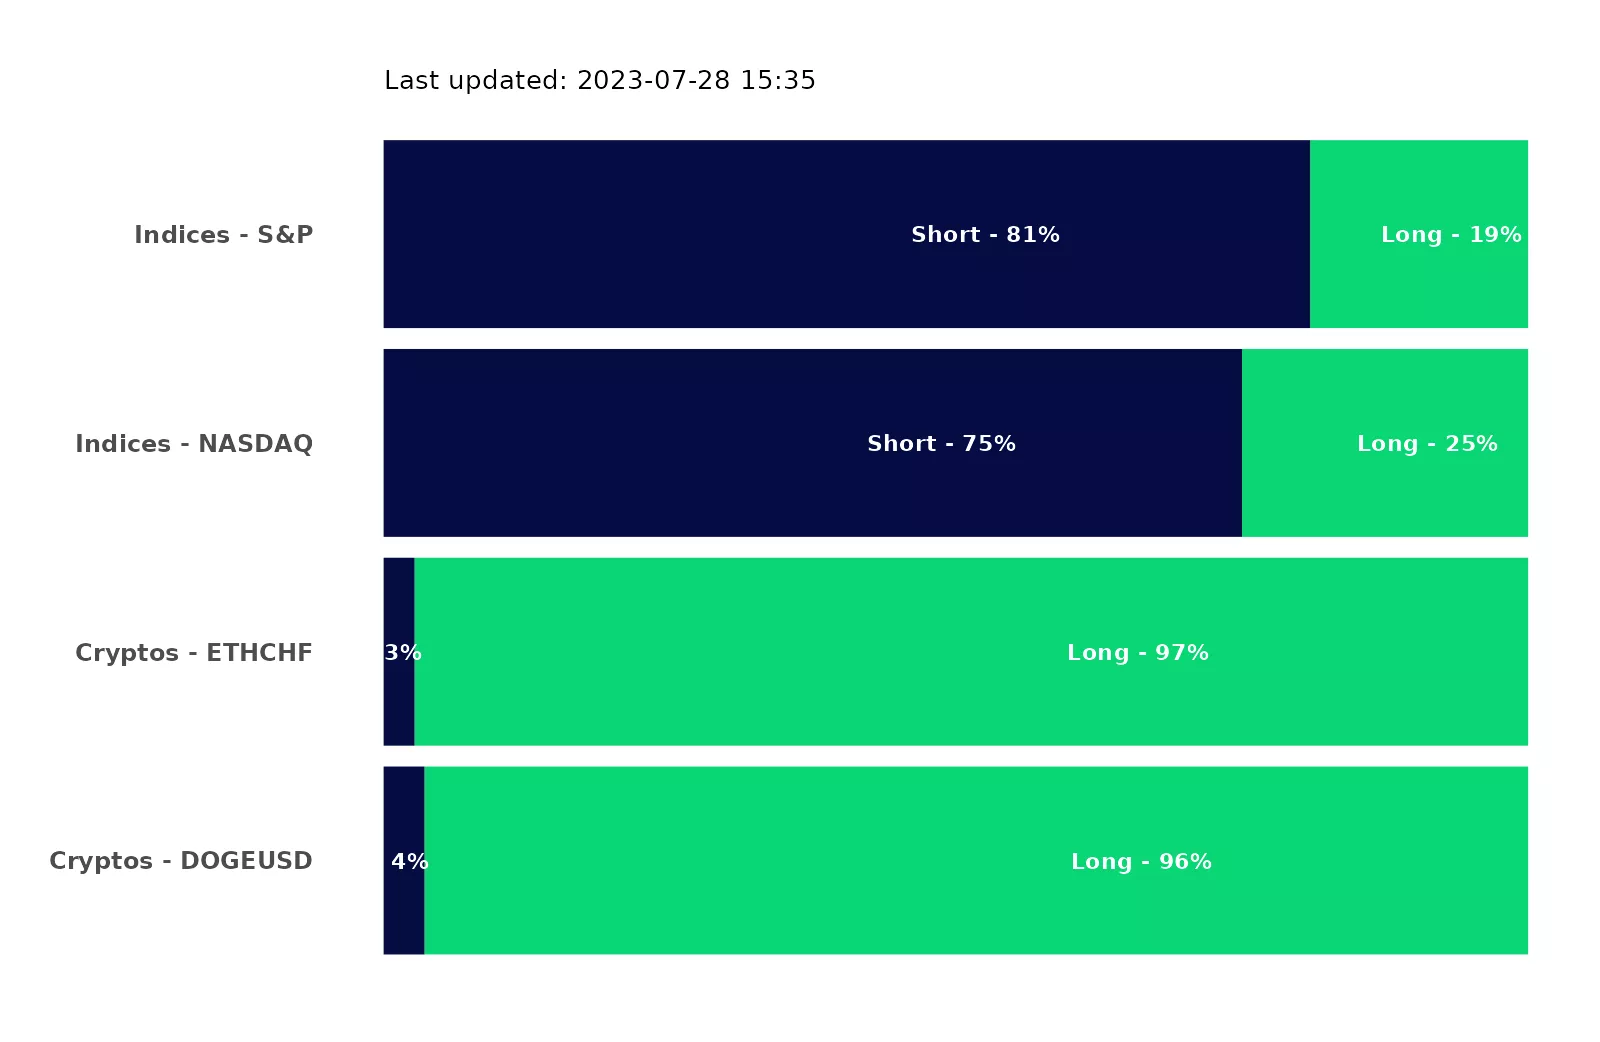 Last updated: 2023-07-28 15:35
Indices - S&P Short - 81% Long - 19%
Indices - NASDAQ Short - 75% Long - 25%
Cryptos - ETHCHF 3% Long - 97%
Cryptos - DOGEUSD 4% Long - 96%